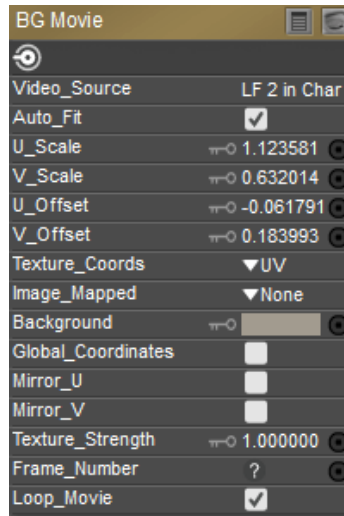 BG Movie
Video_Source LF 2 in Char
Auto_Fit
U_Scale 1.123581
V_Scale 0.632014
U_Offset -0.061791
V_Offset 0.183993
Texture_Coords ▼UV
Image_Mapped ▼None
Background
Global_Coordinates
Mirror_U
Mirror_V
Texture_Strength 1.000000
Frame_Number ?
Loop_Movie